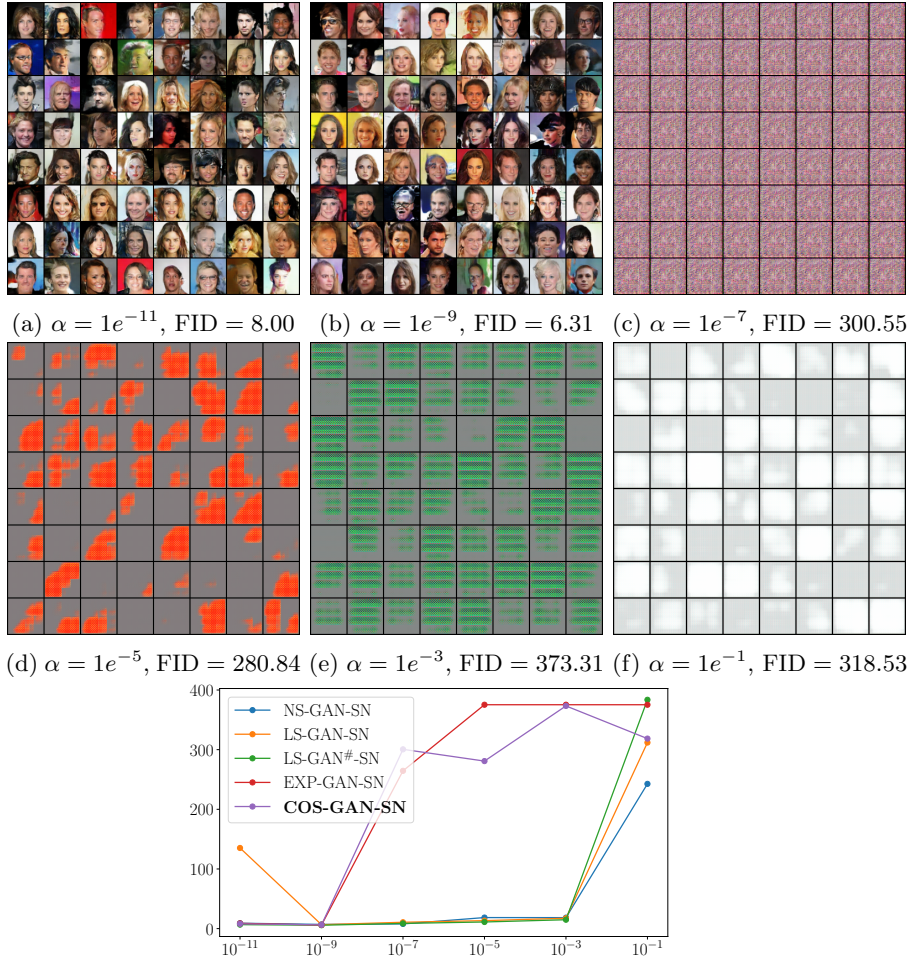 (a) α = 1e⁻¹¹, FID = 8.00 (b) α = 1e⁻⁹, FID = 6.31 (c) α = 1e⁻⁷, FID = 300.55
(d) α = 1e⁻⁵, FID = 280.84 (e) α = 1e⁻³, FID = 373.31 (f) α = 1e⁻¹, FID = 318.53
400
300
200
100
0
NS-GAN-SN
LS-GAN-SN
LS-GAN#-SN
EXP-GAN-SN
COS-GAN-SN
10⁻¹¹ 10⁻⁹ 10⁻⁷ 10⁻⁵ 10⁻³ 10⁻¹